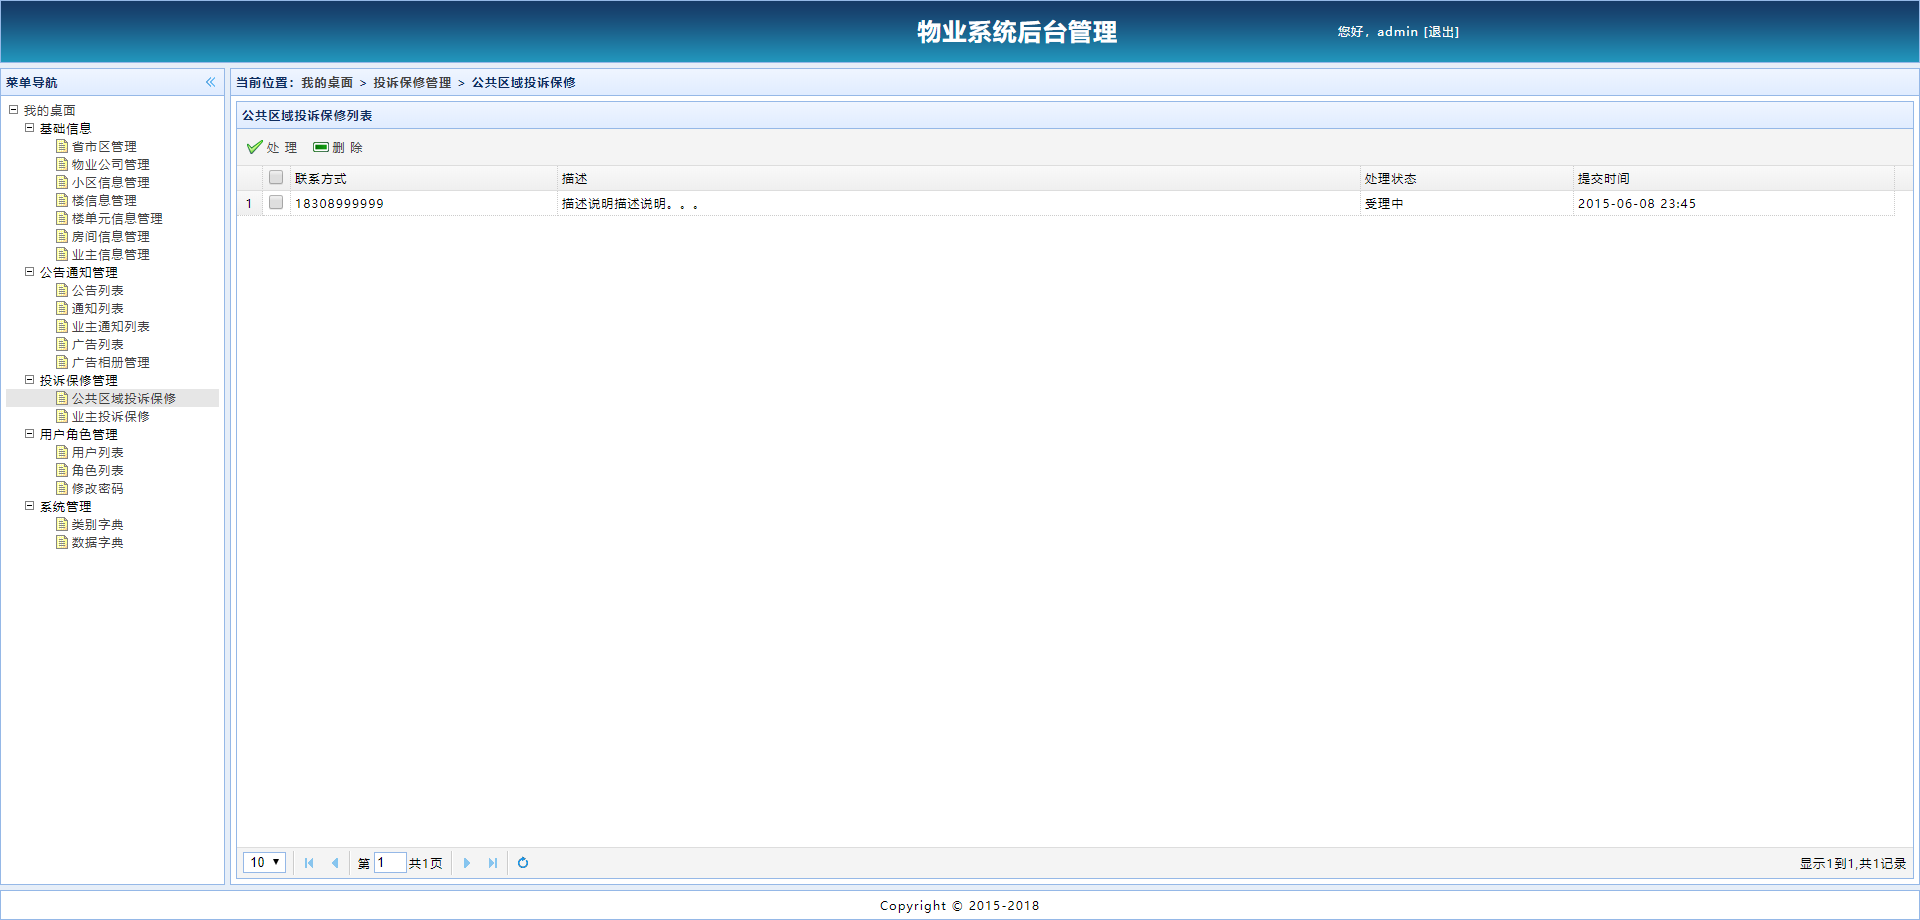 物业系统后台管理
您好，admin [退出]
菜单导航
我的桌面
基础信息
省市区管理
物业公司管理
小区信息管理
楼信息管理
楼单元信息管理
房间信息管理
业主信息管理
公告通知管理
公告列表
通知列表
业主通知列表
广告列表
广告相册管理
投诉保修管理
公共区域投诉保修
业主投诉保修
用户角色管理
用户列表
角色列表
修改密码
系统管理
类别字典
数据字典
当前位置：我的桌面 > 投诉保修管理 > 公共区域投诉保修
公共区域投诉保修列表
处 理 删 除
联系方式 描述 处理状态 提交时间
1 18308999999 描述说明描述说明。。。 受理中 2015-06-08 23:45
10 第 1 共1页 显示1到1,共1记录
Copyright © 2015-2018